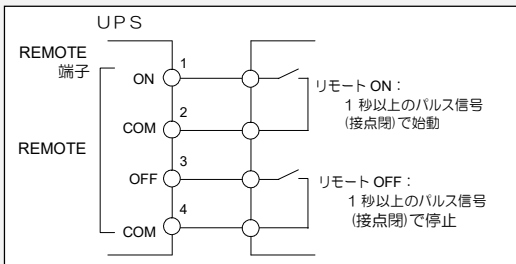 UPS
REMOTE
端子
REMOTE
ON
1
COM
2
OFF
3
COM
4
リモート ON：
1 秒以上のパルス信号
(接点閉)で始動
リモート OFF：
1 秒以上のパルス信号
(接点閉)で停止